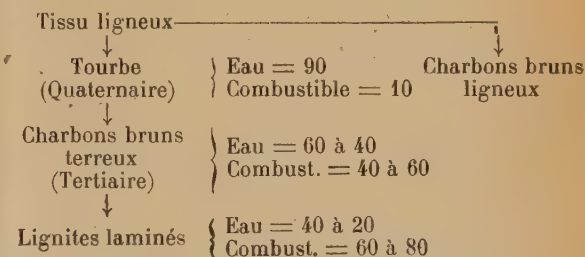 Tissu ligneux
Tourbe
(Quaternaire)
Eau = 90
Combustible = 10
Charbons bruns
ligneux
Charbons bruns
terreux
(Tertiaire)
Eau = 60 à 40
Combust. = 40 à 60
Lignites laminés
Eau = 40 à 20
Combust. = 60 à 80